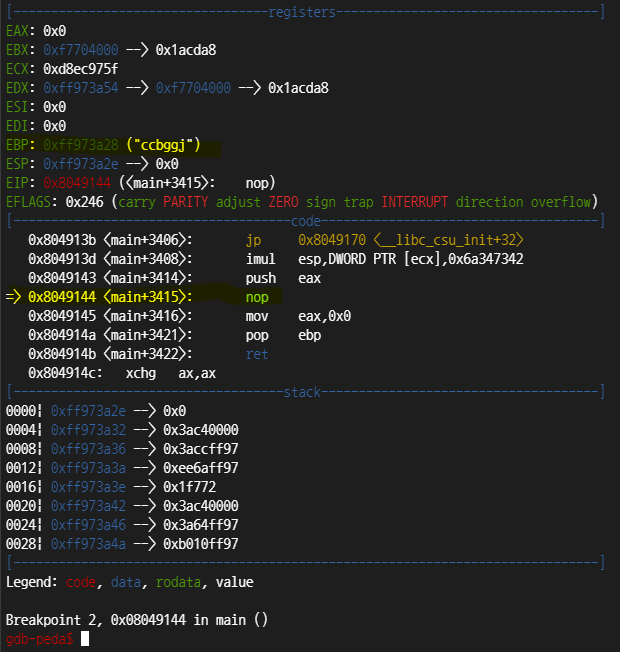 [----------------------------------registers-----------------------------------]
EAX: 0x0
EBX: 0xf7704000 --> 0x1acda8
ECX: 0xd8ec975f
EDX: 0xff973a54 --> 0xf7704000 --> 0x1acda8
ESI: 0x0
EDI: 0x0
EBP: 0xff973a28 ("ccbggj")
ESP: 0xff973a2e --> 0x0
EIP: 0x8049144 (<main+3415>: nop)
EFLAGS: 0x246 (carry PARITY adjust ZERO sign trap INTERRUPT direction overflow)
[-------------------------------------code-------------------------------------]
0x804913b <main+3406>: jp 0x8049170 <__libc_csu_init+32>
0x804913d <main+3408>: imul esp,DWORD PTR [ecx],0x6a347342
0x8049143 <main+3414>: push eax
=> 0x8049144 <main+3415>: nop
0x8049145 <main+3416>: mov eax,0x0
0x804914a <main+3421>: pop ebp
0x804914b <main+3422>: ret
0x804914c: xchg ax,ax
[------------------------------------stack-------------------------------------]
0000| 0xff973a2e --> 0x0
0004| 0xff973a32 --> 0x3ac40000
0008| 0xff973a36 --> 0x3accff97
0012| 0xff973a3a --> 0xee6aff97
0016| 0xff973a3e --> 0x1f772
0020| 0xff973a42 --> 0x3ac40000
0024| 0xff973a46 --> 0x3a64ff97
0028| 0xff973a4a --> 0xb010ff97
[------------------------------------------------------------------------------]
Legend: code, data, rodata, value
Breakpoint 2, 0x08049144 in main ()
gdb-peda$